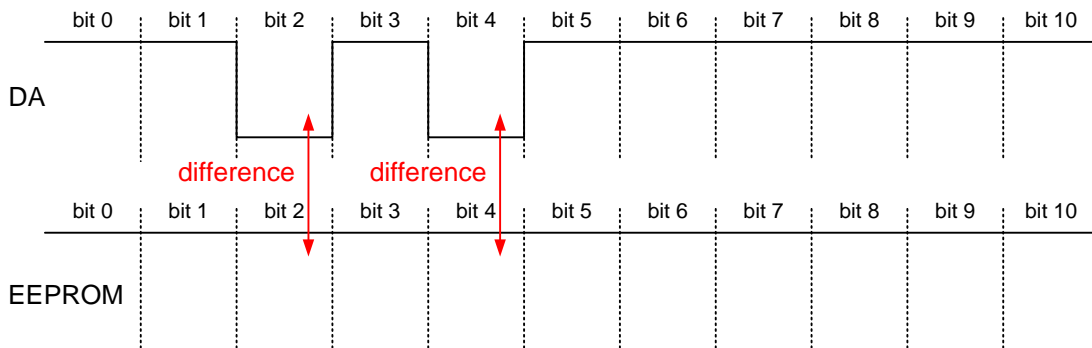 bit 0 bit 1 bit 2 bit 3 bit 4 bit 5 bit 6 bit 7 bit 8 bit 9 bit 10
DA
difference difference
bit 0 bit 1 bit 2 bit 3 bit 4 bit 5 bit 6 bit 7 bit 8 bit 9 bit 10
EEPROM